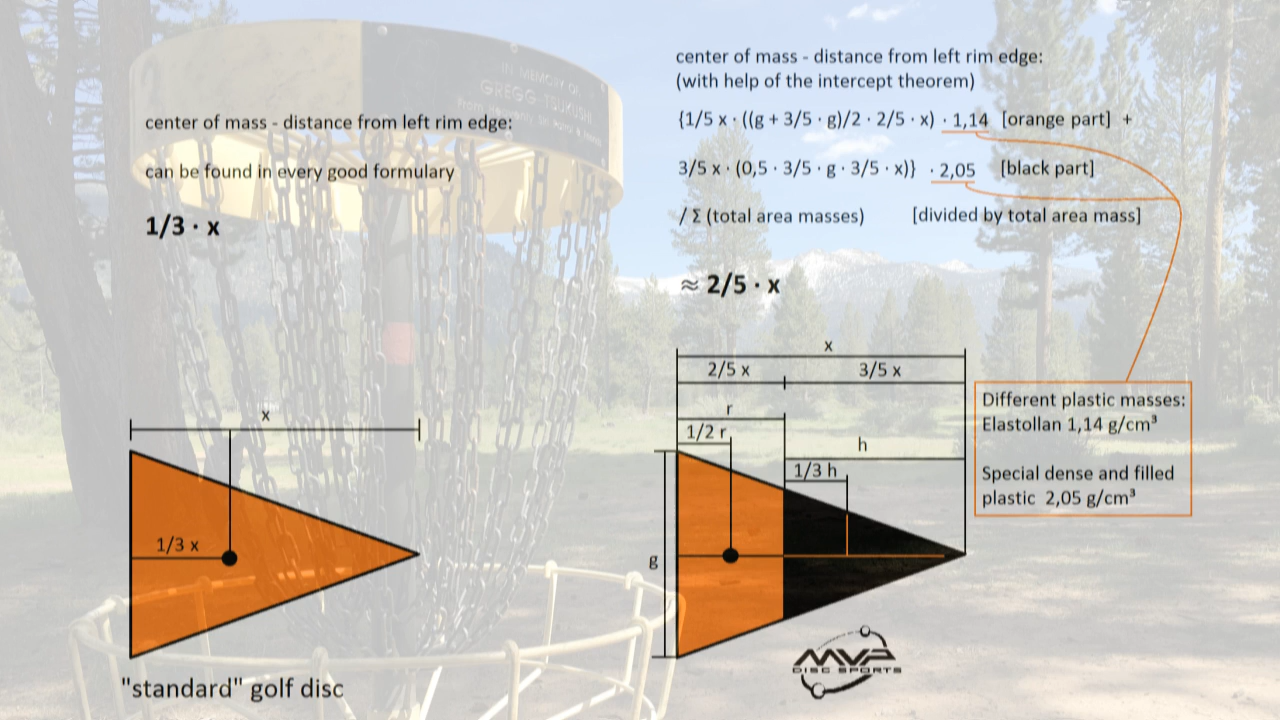 IN MEMORY OF
GREGG TSUKUSHI
center of mass - distance from left rim edge:
can be found in every good formulary
1/3 · x
x
1/3 x
"standard" golf disc
center of mass - distance from left rim edge:
(with help of the intercept theorem)
{1/5 x · ((g + 3/5 · g)/2 · 2/5 · x) · 1,14 [orange part] +
3/5 x · (0,5 · 3/5 · g · 3/5 · x)} · 2,05 [black part]
/ Σ (total area masses) [divided by total area mass]
≈ 2/5 · x
x
2/5 x 3/5 x
r
1/2 r
h
1/3 h
g
Different plastic masses:
Elastollan 1,14 g/cm³
Special dense and filled
plastic 2,05 g/cm³
MVP
DISC SPORTS